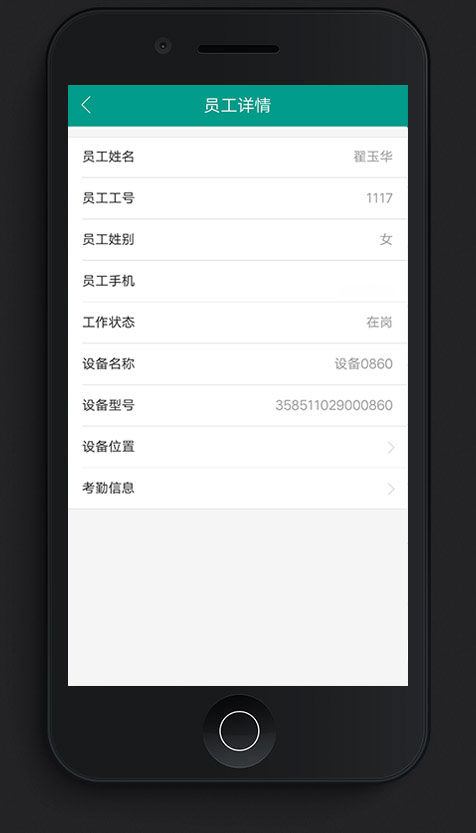 员工详情
员工姓名 翟玉华
员工工号 1117
员工姓别 女
员工手机
工作状态 在岗
设备名称 设备0860
设备型号 358511029000860
设备位置
考勤信息